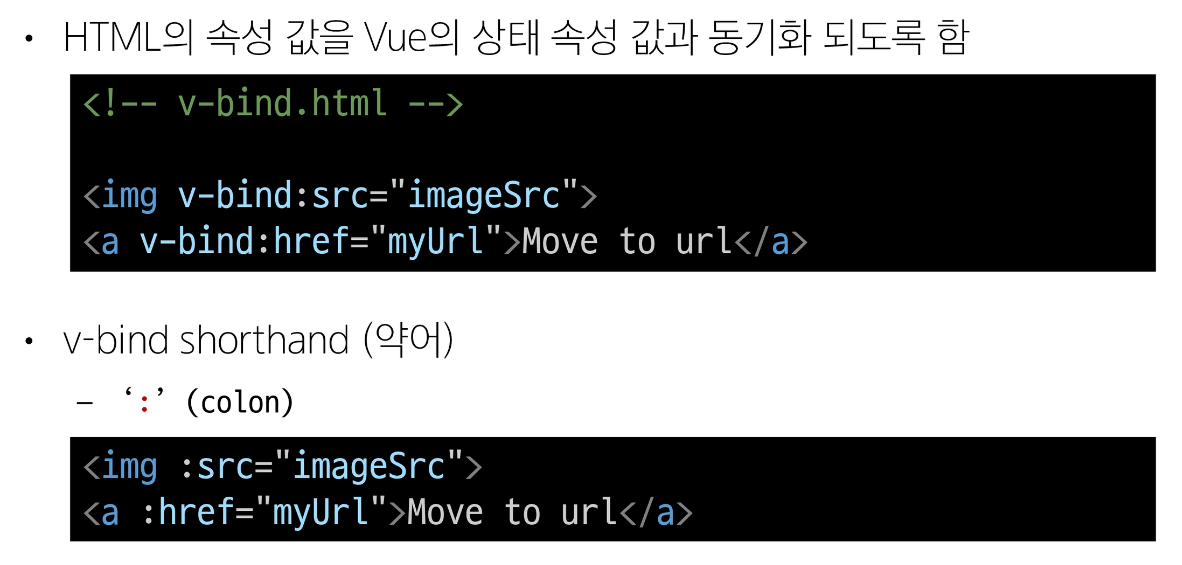 • HTML의 속성 값을 Vue의 상태 속성 값과 동기화 되도록 함
<!-- v-bind.html -->
<img v-bind:src="imageSrc">
<a v-bind:href="myUrl">Move to url</a>
• v-bind shorthand (약어)
– ‘:’ (colon)
<img :src="imageSrc">
<a :href="myUrl">Move to url</a>